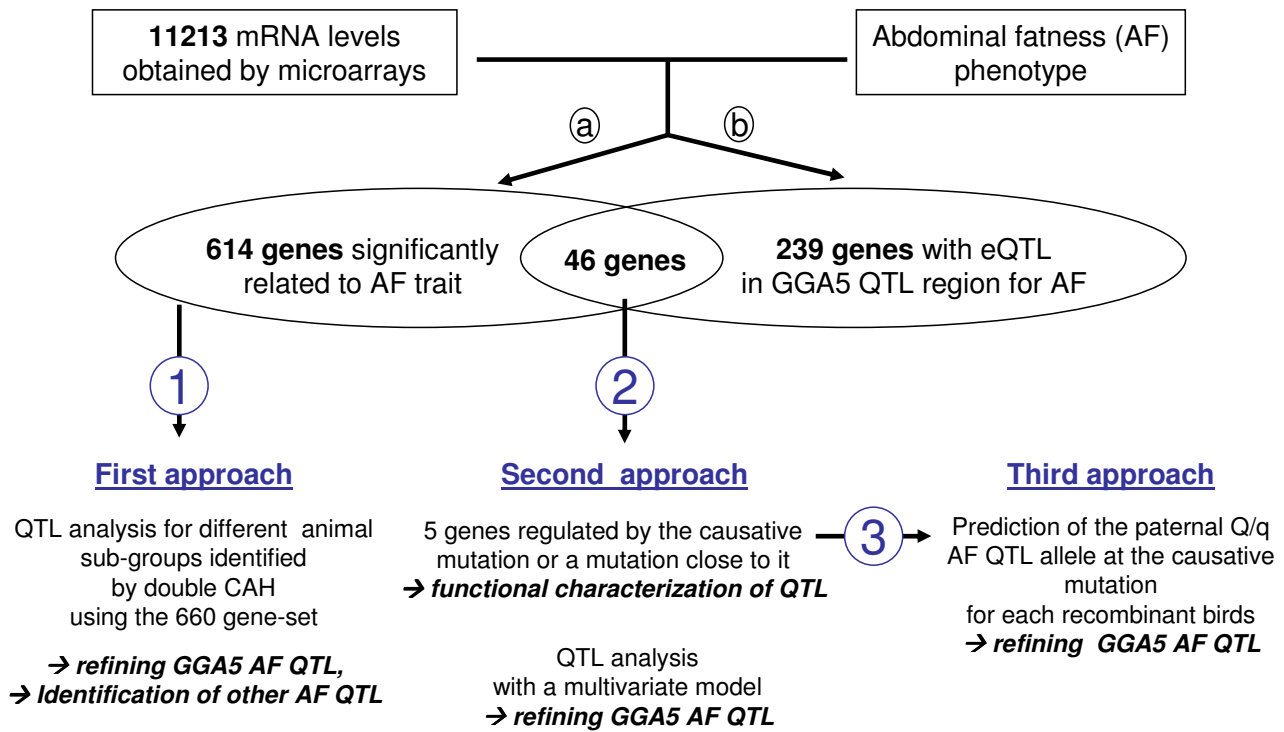 11213 mRNA levels
obtained by microarrays
Abdominal fatness (AF)
phenotype
a
b
614 genes significantly
related to AF trait
46 genes
239 genes with eQTL
in GGA5 QTL region for AF
1
2
First approach
QTL analysis for different animal
sub-groups identified
by double CAH
using the 660 gene-set
→ refining GGA5 AF QTL,
→ Identification of other AF QTL
Second approach
5 genes regulated by the causative
mutation or a mutation close to it
→ functional characterization of QTL
QTL analysis
with a multivariate model
→ refining GGA5 AF QTL
3
Third approach
Prediction of the paternal Q/q
AF QTL allele at the causative
mutation
for each recombinant birds
→ refining GGA5 AF QTL